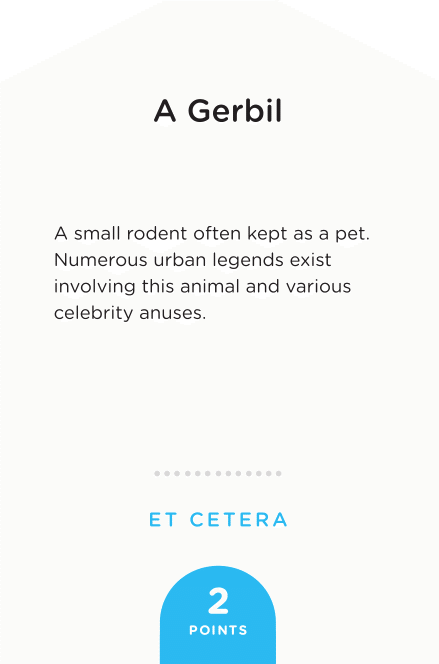 A Gerbil
A small rodent often kept as a pet.
Numerous urban legends exist
involving this animal and various
celebrity anuses.
ET CETERA
2
POINTS